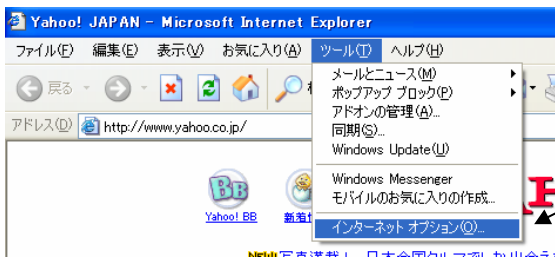 Yahoo! JAPAN - Microsoft Internet Explorer
ファイル(F) 編集(E) 表示(V) お気に入り(A) ツール(T) ヘルプ(H)
戻る
メールとニュース(M)
ポップアップ ブロック(P)
アドオンの管理(A)...
同期(S)...
Windows Update(U)
Windows Messenger
モバイルのお気に入りの作成...
インターネット オプション(O)...
アドレス(D) http://www.yahoo.co.jp/
BB
Yahoo! BB 新着